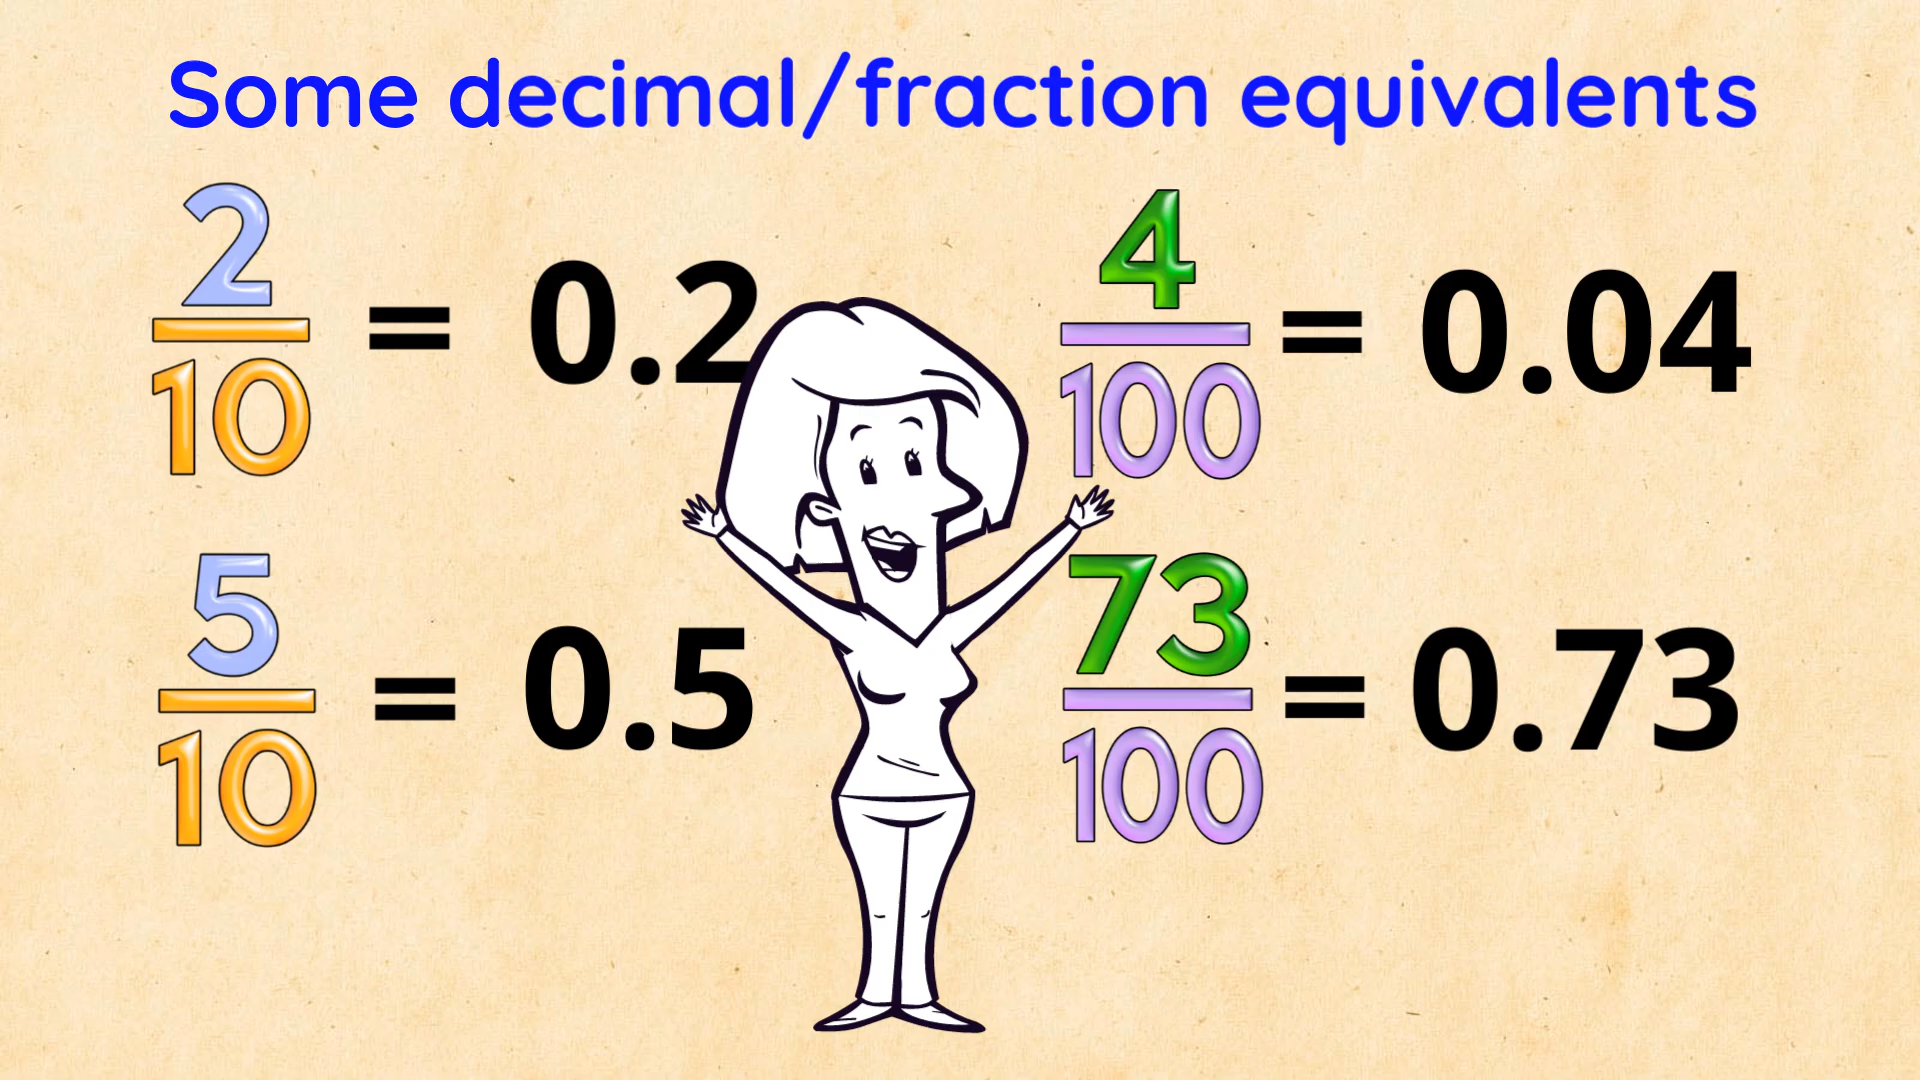 Some decimal/fraction equivalents
2/10 = 0.2
4/100 = 0.04
5/10 = 0.5
73/100 = 0.73